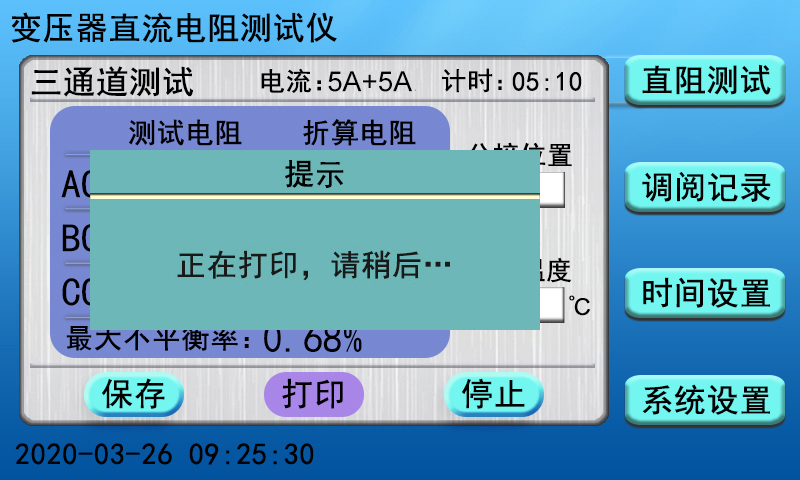 变压器直流电阻测试仪
三通道测试 电流:5A+5A 计时:05:10
直阻测试
测试电阻 折算电阻
位置
提示
A
调阅记录
B
正在打印，请稍后…
度
C
℃
时间设置
最大不平衡率:0.68%
保存 打印 停止
系统设置
2020-03-26 09:25:30